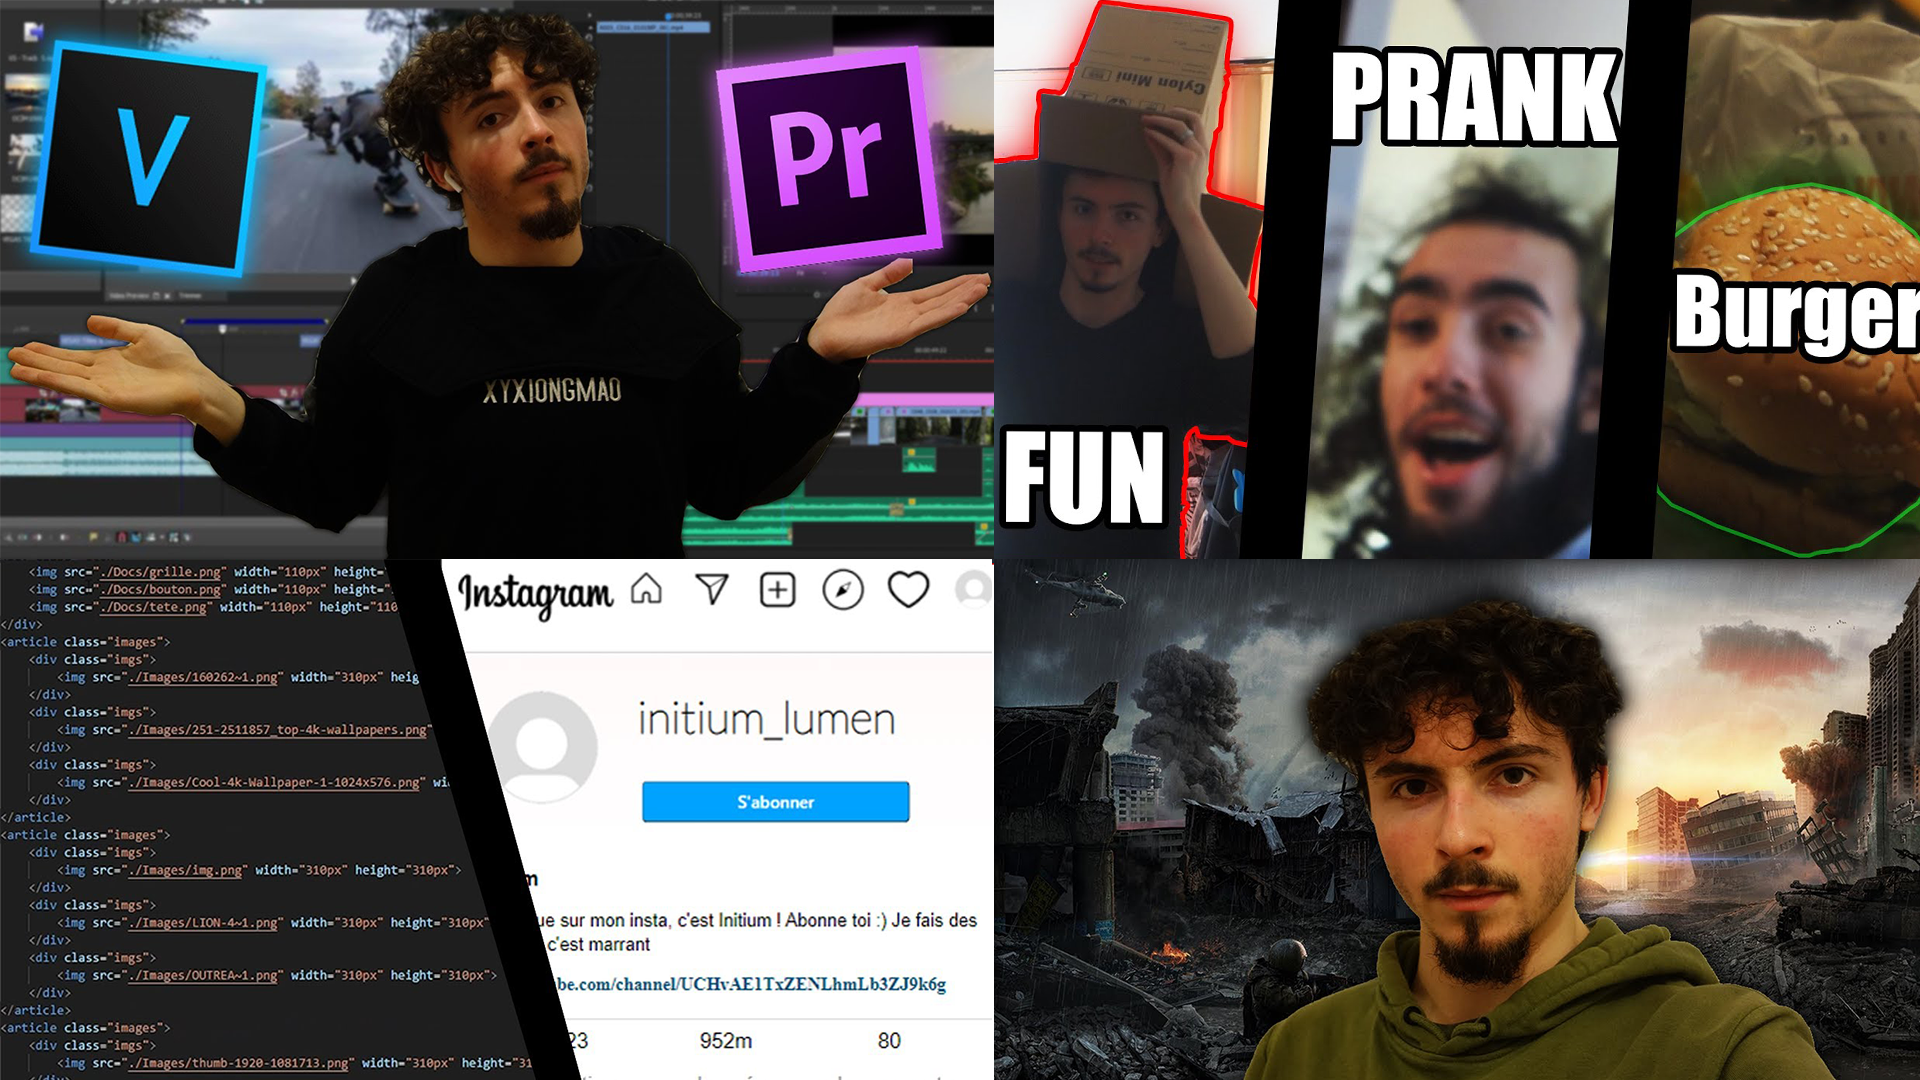 V
Pr
XYXIONGMAO
Cylon Mini
FUN
PRANK
Burger
<img src="./Docs/grille.png" width="110px" height=
<img src="./Docs/bouton.png" width="110px" height=
<img src="./Docs/tete.png" width="110px" height="110
</div>
<article class="images">
<div class="imgs">
<img src="./Images/160262~1.png" width="310px" heig
</div>
<div class="imgs">
<img src="./Images/251-2511857_top-4k-wallpapers.png"
</div>
<div class="imgs">
<img src="./Images/Cool-4k-Wallpaper-1-1024x576.png" wi
</div>
</article>
<article class="images">
<div class="imgs">
<img src="./Images/img.png" width="310px" height="310px">
</div>
<div class="imgs">
<img src="./Images/LION-4~1.png" width="310px" height="310px"
</div>
<div class="imgs">
<img src="./Images/OUTREA~1.png" width="310px" height="310px">
</div>
</article>
<article class="images">
<div class="imgs">
<img src="./Images/thumb-1920-1081713.png" width="310px" height="31
</div>
Instagram
initium_lumen
S'abonner
m
ue sur mon insta, c'est Initium ! Abonne toi :) Je fais des
c'est marrant
be.com/channel/UCHvAE1TxZENLhmLb3ZJ9k6g
23 952m 80